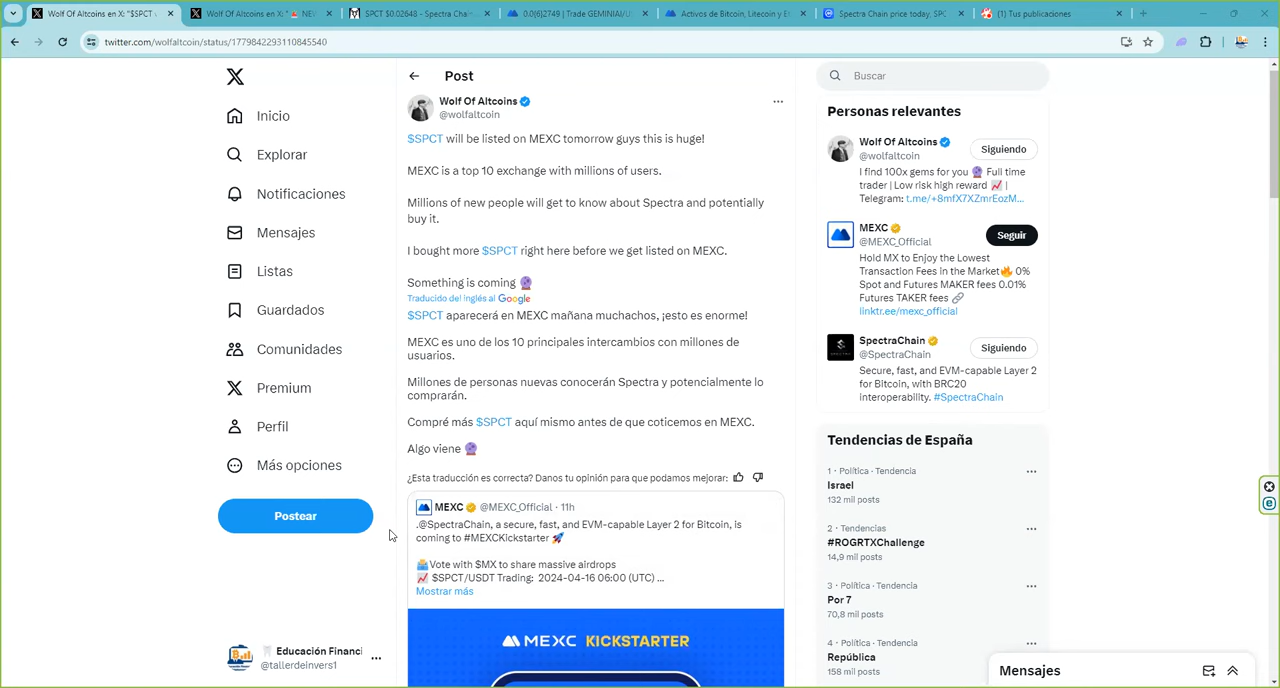 Wolf Of Altcoins en X: "$SPCT v
Wolf Of Altcoins en X: "🚨 NEV
SPCT $0.02648 - Spectra Chain
0.0(6)2749 | Trade GEMINIAI/U
Activos de Bitcoin, Litecoin y E
Spectra Chain price today, SPC
(1) Tus publicaciones
twitter.com/wolfaltcoin/status/1779842293110845540
Inicio
Explorar
Notificaciones
Mensajes
Listas
Guardados
Comunidades
Premium
Perfil
Más opciones
Postear
Educación Financi
@tallerdeinvers1
Post
Wolf Of Altcoins
@wolfaltcoin
$SPCT will be listed on MEXC tomorrow guys this is huge!
MEXC is a top 10 exchange with millions of users.
Millions of new people will get to know about Spectra and potentially
buy it.
I bought more $SPCT right here before we get listed on MEXC.
Something is coming 🔮
Traducido del inglés al Google
$SPCT aparecerá en MEXC mañana muchachos, ¡esto es enorme!
MEXC es uno de los 10 principales intercambios con millones de
usuarios.
Millones de personas nuevas conocerán Spectra y potencialmente lo
comprarán.
Compré más $SPCT aquí mismo antes de que coticemos en MEXC.
Algo viene 🔮
¿Esta traducción es correcta? Danos tu opinión para que podamos mejorar:
MEXC @MEXC_Official · 11h
.@SpectraChain, a secure, fast, and EVM-capable Layer 2 for Bitcoin, is
coming to #MEXCKickstarter 🚀
🗳️Vote with $MX to share massive airdrops
📈 $SPCT/USDT Trading: 2024-04-16 06:00 (UTC) ...
Mostrar más
MEXC KICKSTARTER
Buscar
Personas relevantes
Wolf Of Altcoins
@wolfaltcoin
Siguiendo
I find 100x gems for you 🔮 Full time
trader | Low risk high reward 📈 |
Telegram: t.me/+8mfX7XZmrEozM...
MEXC
@MEXC_Official
Seguir
Hold MX to Enjoy the Lowest
Transaction Fees in the Market🔥 0%
Spot and Futures MAKER fees 0.01%
Futures TAKER fees 🔗
linktr.ee/mexc_official
SpectraChain
@SpectraChain
Siguiendo
Secure, fast, and EVM-capable Layer 2
for Bitcoin, with BRC20
interoperability. #SpectraChain
Tendencias de España
1 · Política · Tendencia
Israel
132 mil posts
2 · Tendencias
#ROGRTXChallenge
14,9 mil posts
3 · Política · Tendencia
Por 7
70,8 mil posts
4 · Política · Tendencia
República
158 mil posts
Mensajes